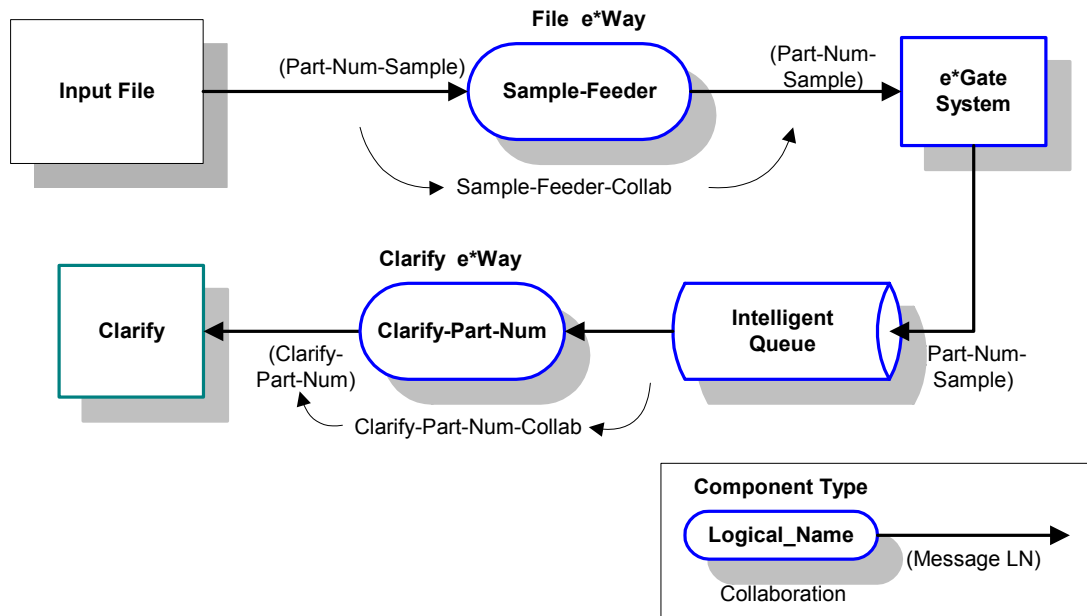 File e*Way
Input File
(Part-Num-Sample)
Sample-Feeder
(Part-Num-
Sample)
e*Gate
System
Sample-Feeder-Collab
Clarify e*Way
Clarify
(Clarify-
Part-Num)
Clarify-Part-Num
Intelligent
Queue
Part-Num-
Sample)
Clarify-Part-Num-Collab
Component Type
Logical_Name
(Message LN)
Collaboration